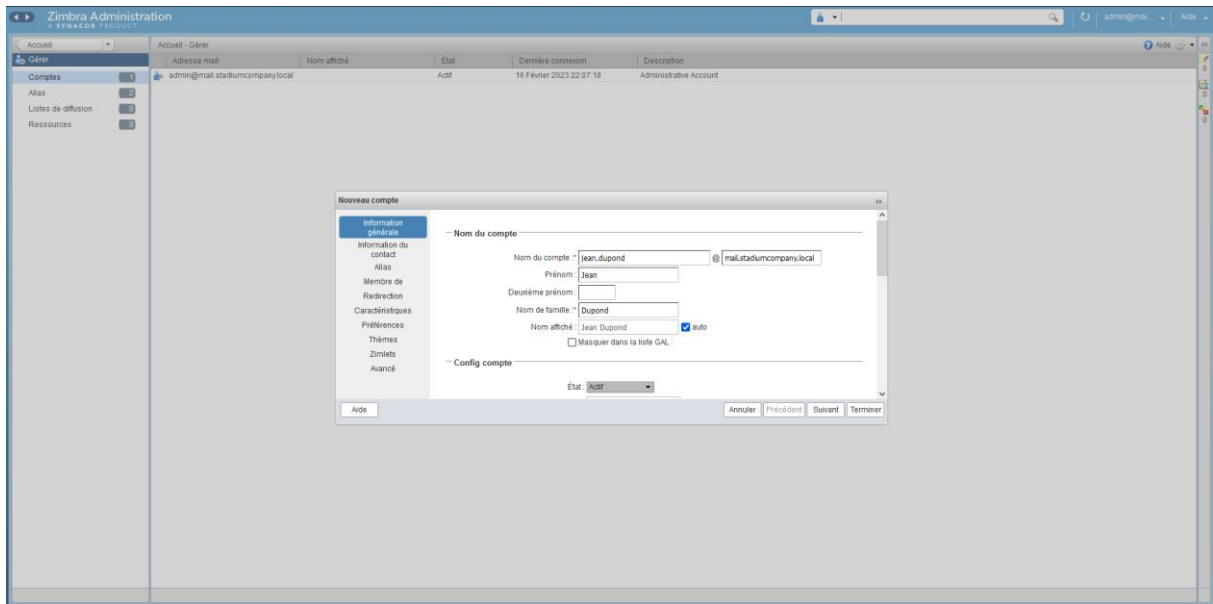 Zimbra Administration
A SYNACOR PRODUCT
admin@mai...
Aide
Accueil
Accueil - Gérer
Aide
Gérer
Adresse mail Nom affiché État Dernière connexion Description
Comptes 1
admin@mail.stadiumcompany.local Actif 16 Février 2023 22:07:18 Administrative Account
0
Alias 2
0
Listes de diffusion 0
Ressources 0
0
Nouveau compte
Information
générale
Nom du compte
Information du
contact
Nom du compte :* jean.dupond @ mail.stadiumcompany.local
Alias
Prénom : Jean
Membre de
Deuxième prénom :
Redirection
Nom de famille :* Dupond
Caractéristiques
Préférences
Nom affiché : Jean Dupond auto
Thèmes
Masquer dans la liste GAL :
Zimlets
Config compte
Avancé
État : Actif
Aide Annuler Précédent Suivant Terminer